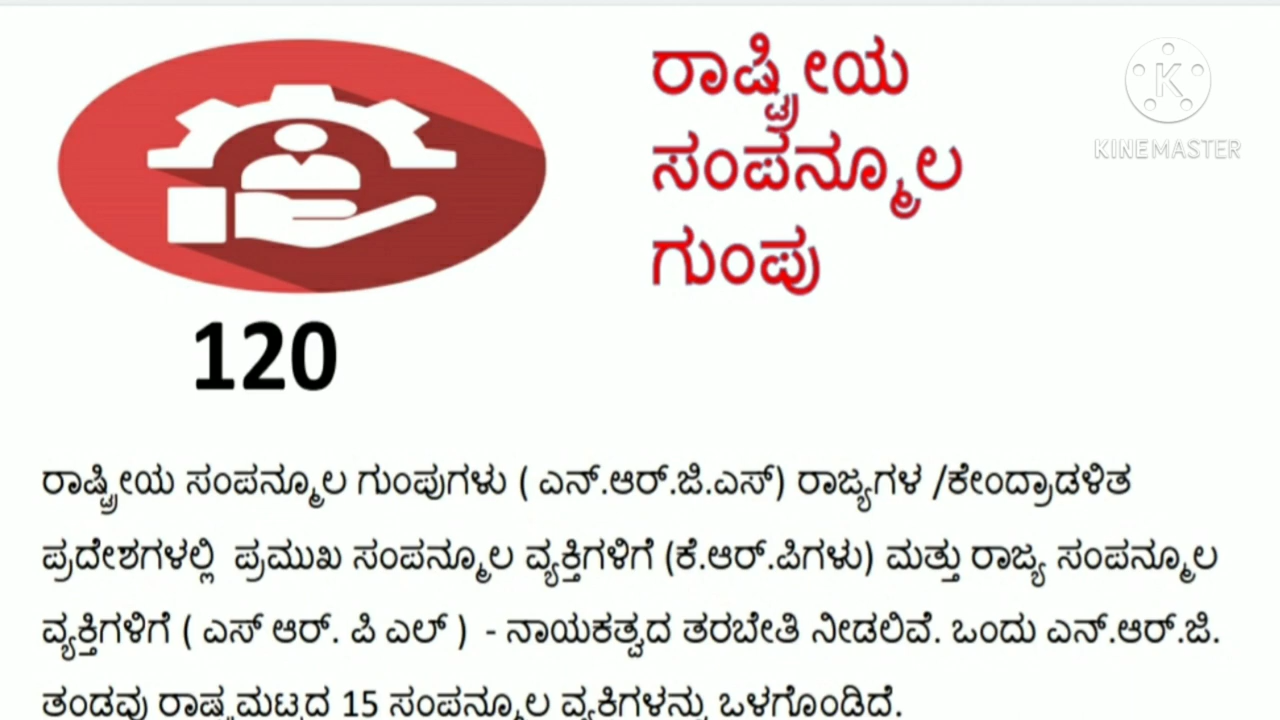 ರಾಷ್ಟ್ರೀಯ
ಸಂಪನ್ಮೂಲ
ಗುಂಪು
K
KINEMASTER
120
ರಾಷ್ಟ್ರೀಯ ಸಂಪನ್ಮೂಲ ಗುಂಪುಗಳು ( ಎನ್.ಆರ್.ಜಿ.ಎಸ್) ರಾಜ್ಯಗಳ /ಕೇಂದ್ರಾಡಳಿತ
ಪ್ರದೇಶಗಳಲ್ಲಿ ಪ್ರಮುಖ ಸಂಪನ್ಮೂಲ ವ್ಯಕ್ತಿಗಳಿಗೆ (ಕೆ.ಆರ್.ಪಿಗಳು) ಮತ್ತು ರಾಜ್ಯ ಸಂಪನ್ಮೂಲ
ವ್ಯಕ್ತಿಗಳಿಗೆ ( ಎಸ್ ಆರ್. ಪಿ ಎಲ್ ) - ನಾಯಕತ್ವದ ತರಬೇತಿ ನೀಡಲಿವೆ. ಒಂದು ಎನ್.ಆರ್.ಜಿ.
ತಂಡವು ರಾಷ್ಟ್ರಮಟ್ಟದ 15 ಸಂಪನ್ಮೂಲ ವ್ಯಕ್ತಿಗಳನ್ನು ಒಳಗೊಂಡಿದೆ.